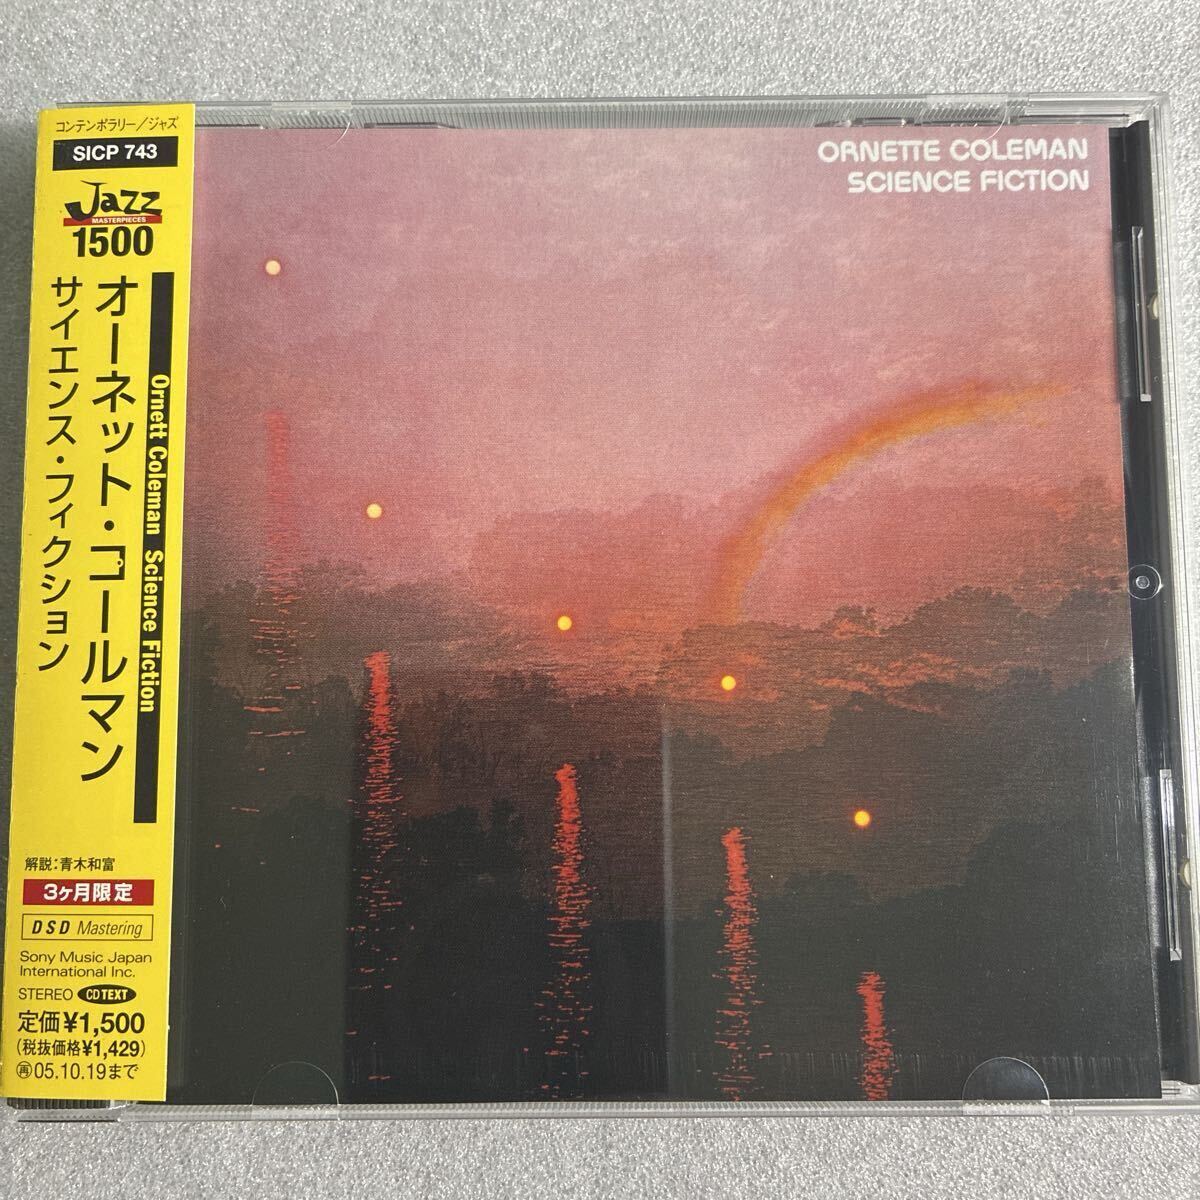 コンテンポラリー/ジャズ
SICP 743
Jazz
MASTERPIECES
1500
オーネット・コールマン
サイエンス・フィクション
Ornett Coleman Science Fiction
解説:青木和富
3ヶ月限定
DSD Mastering
Sony Music Japan
International Inc.
STEREO CD TEXT
定価¥1,500
(税抜価格¥1,429)
再05.10.19まで
ORNETTE COLEMAN
SCIENCE FICTION